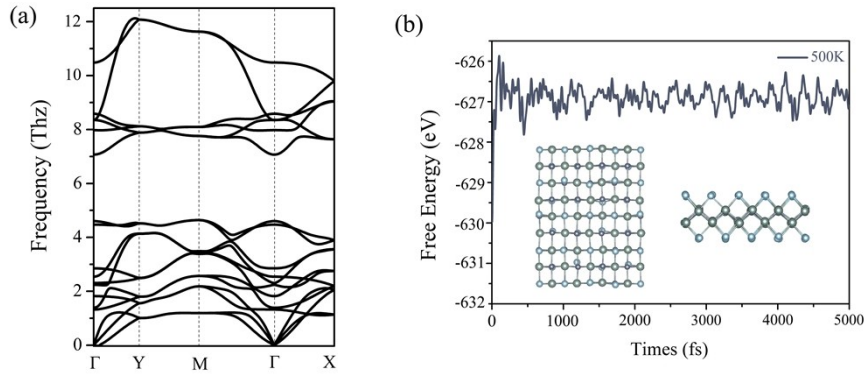 (a)
Frequency (Thz)
12
10
8
6
4
2
0
Γ Y M Γ X
(b)
Free Energy (eV)
500K
-625
-626
-627
-628
-629
-630
-631
-632
0 1000 2000 3000 4000 5000
Times (fs)